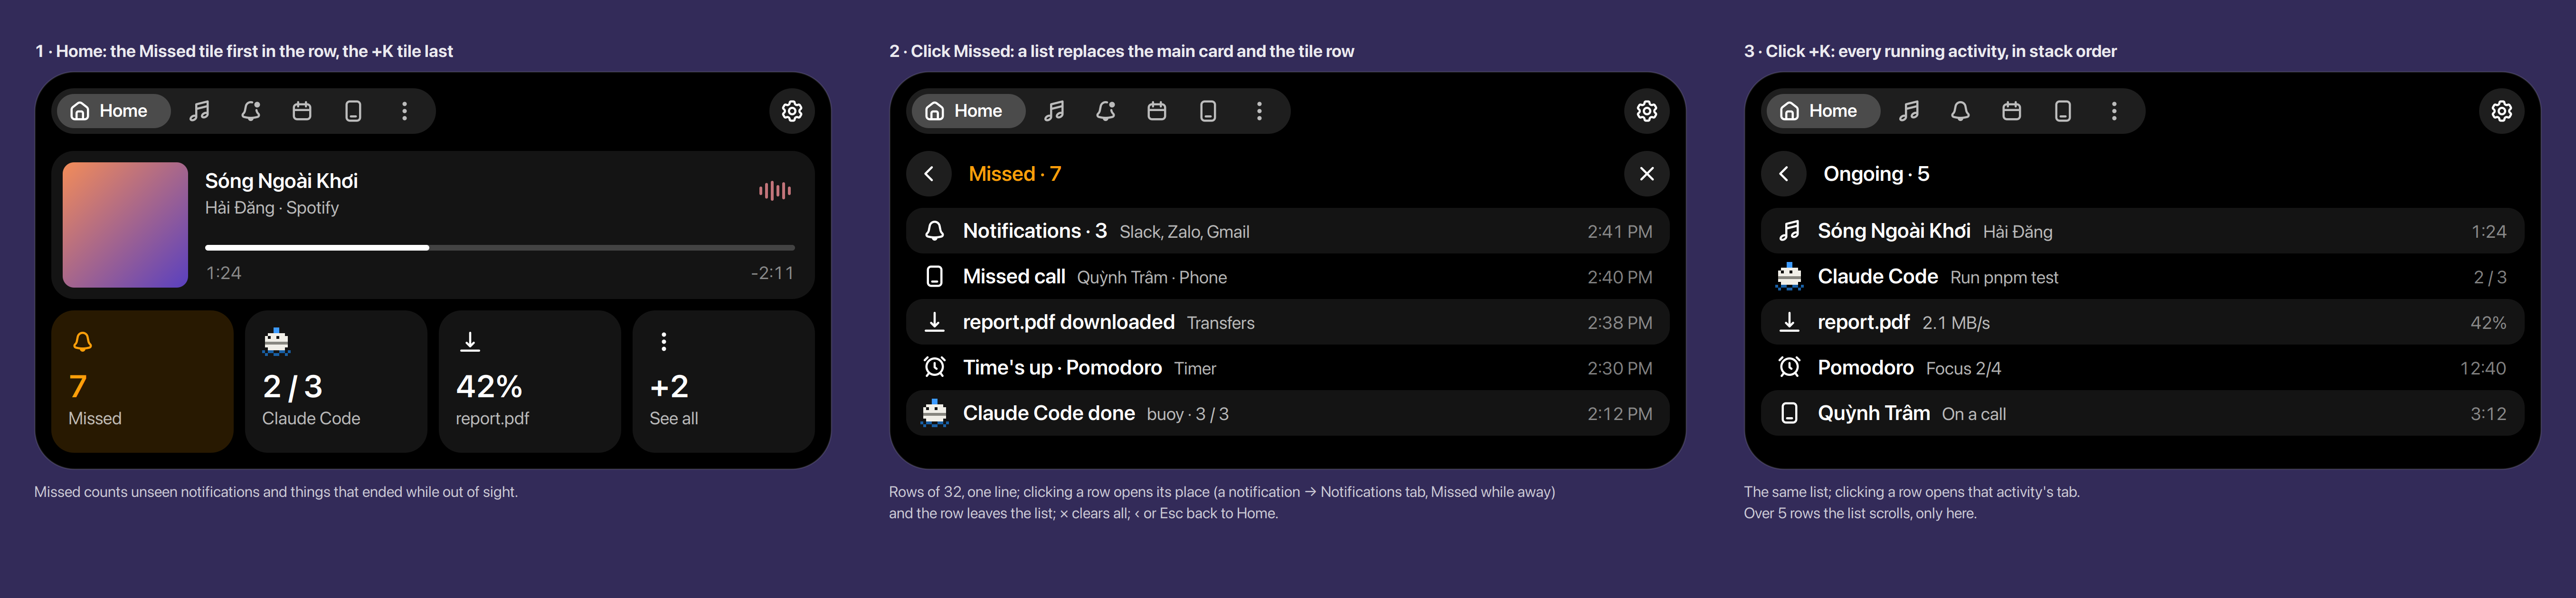 1 · Home: the Missed tile first in the row, the +K tile last
Home
Sóng Ngoài Khơi
Hải Đăng · Spotify
1:24
-2:11
7
Missed
2 / 3
Claude Code
42%
report.pdf
+2
See all
Missed counts unseen notifications and things that ended while out of sight.
2 · Click Missed: a list replaces the main card and the tile row
Home
Missed · 7
Notifications · 3 Slack, Zalo, Gmail 2:41 PM
Missed call Quỳnh Trâm · Phone 2:40 PM
report.pdf downloaded Transfers 2:38 PM
Time's up · Pomodoro Timer 2:30 PM
Claude Code done buoy · 3 / 3 2:12 PM
Rows of 32, one line; clicking a row opens its place (a notification → Notifications tab, Missed while away)
and the row leaves the list; × clears all; ‹ or Esc back to Home.
3 · Click +K: every running activity, in stack order
Home
Ongoing · 5
Sóng Ngoài Khơi Hải Đăng 1:24
Claude Code Run pnpm test 2 / 3
report.pdf 2.1 MB/s 42%
Pomodoro Focus 2/4 12:40
Quỳnh Trâm On a call 3:12
The same list; clicking a row opens that activity's tab.
Over 5 rows the list scrolls, only here.